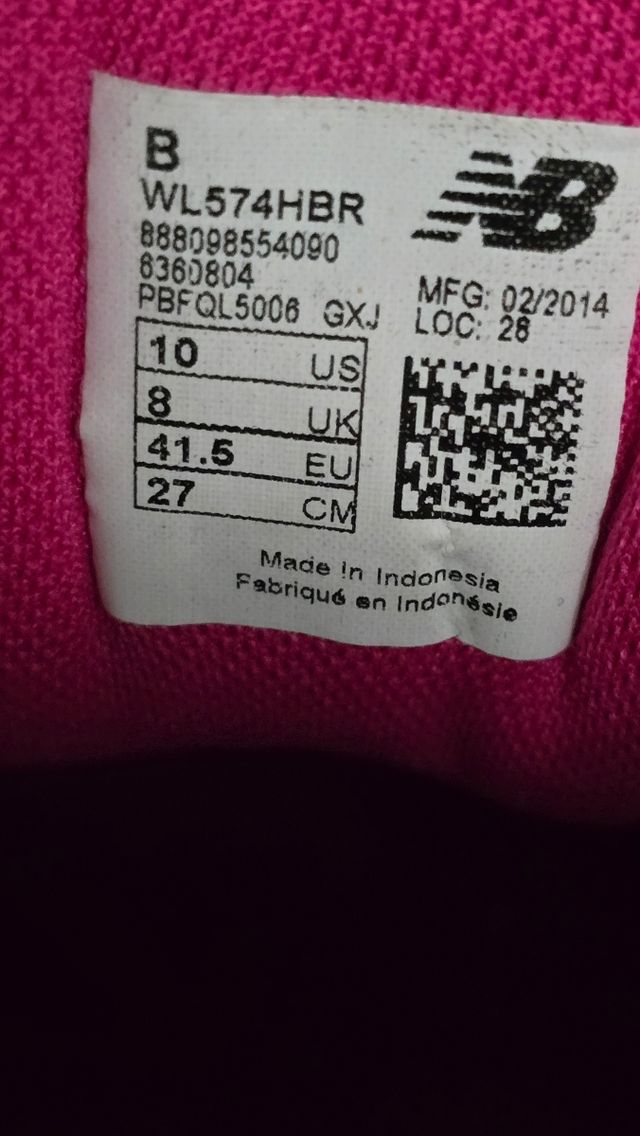 B
WL574HBR
888098554090
6360804
PBFQL5006 GXJ
NB
MFG: 02/2014
LOC: 28
10 US
8 UK
41.5 EU
27 CM
Made in Indonesia
Fabriqué en Indonésie